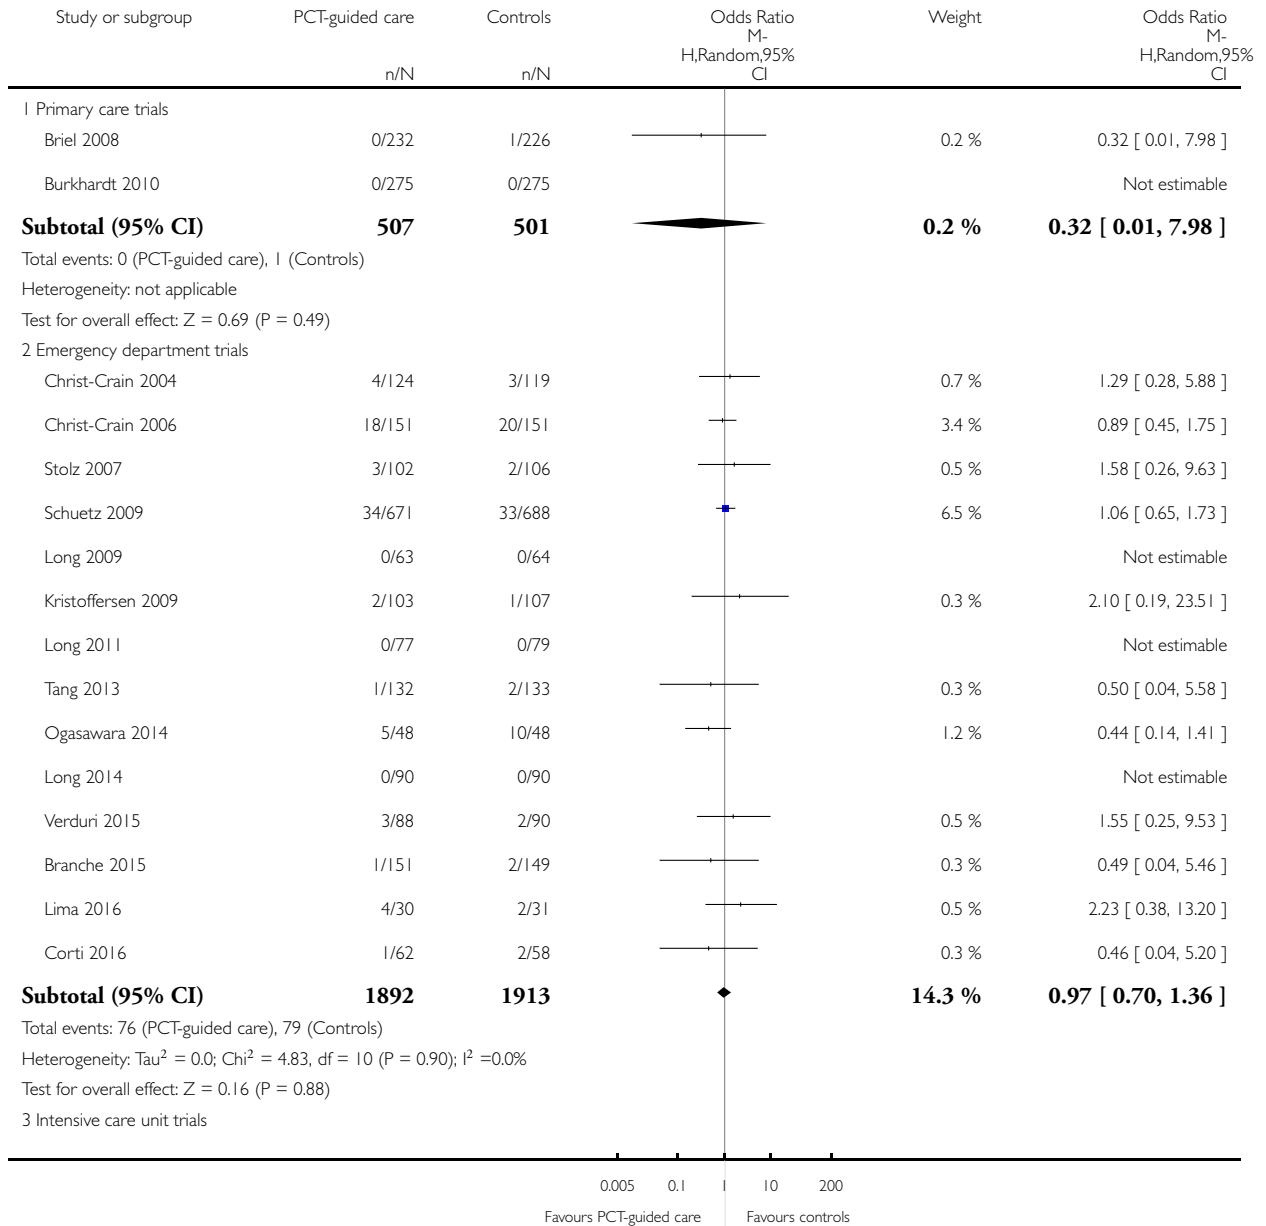 Study or subgroup PCT-guided care Controls Odds Ratio Weight Odds Ratio
M- M-
H,Random,95% H,Random,95%
n/N n/N CI CI
1 Primary care trials
Briel 2008 0/232 1/226 0.2 % 0.32 [ 0.01, 7.98 ]
Burkhardt 2010 0/275 0/275 Not estimable
Subtotal (95% CI) 507 501 0.2 % 0.32 [ 0.01, 7.98 ]
Total events: 0 (PCT-guided care), 1 (Controls)
Heterogeneity: not applicable
Test for overall effect: Z = 0.69 (P = 0.49)
2 Emergency department trials
Christ-Crain 2004 4/124 3/119 0.7 % 1.29 [ 0.28, 5.88 ]
Christ-Crain 2006 18/151 20/151 3.4 % 0.89 [ 0.45, 1.75 ]
Stolz 2007 3/102 2/106 0.5 % 1.58 [ 0.26, 9.63 ]
Schuetz 2009 34/671 33/688 6.5 % 1.06 [ 0.65, 1.73 ]
Long 2009 0/63 0/64 Not estimable
Kristoffersen 2009 2/103 1/107 0.3 % 2.10 [ 0.19, 23.51 ]
Long 2011 0/77 0/79 Not estimable
Tang 2013 1/132 2/133 0.3 % 0.50 [ 0.04, 5.58 ]
Ogasawara 2014 5/48 10/48 1.2 % 0.44 [ 0.14, 1.41 ]
Long 2014 0/90 0/90 Not estimable
Verduri 2015 3/88 2/90 0.5 % 1.55 [ 0.25, 9.53 ]
Branche 2015 1/151 2/149 0.3 % 0.49 [ 0.04, 5.46 ]
Lima 2016 4/30 2/31 0.5 % 2.23 [ 0.38, 13.20 ]
Corti 2016 1/62 2/58 0.3 % 0.46 [ 0.04, 5.20 ]
Subtotal (95% CI) 1892 1913 14.3 % 0.97 [ 0.70, 1.36 ]
Total events: 76 (PCT-guided care), 79 (Controls)
Heterogeneity: Tau² = 0.0; Chi² = 4.83, df = 10 (P = 0.90); I² =0.0%
Test for overall effect: Z = 0.16 (P = 0.88)
3 Intensive care unit trials
0.005 0.1 1 10 200
Favours PCT-guided care Favours controls